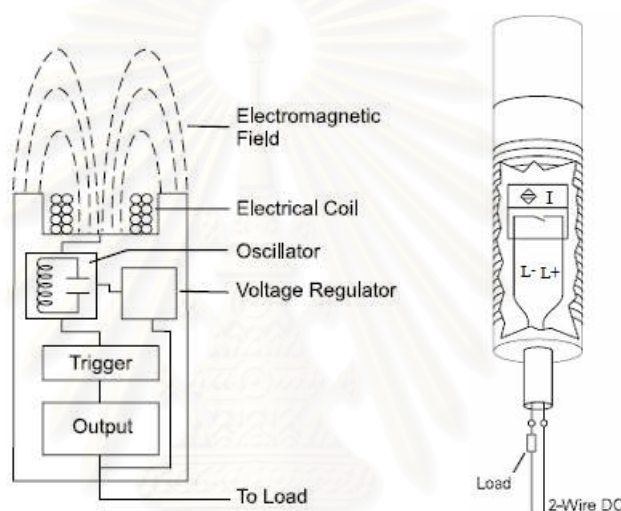 Electromagnetic
Field
Electrical Coil
Oscillator
Voltage Regulator
Trigger
Output
To Load
I
L- L+
Load
2-Wire DC